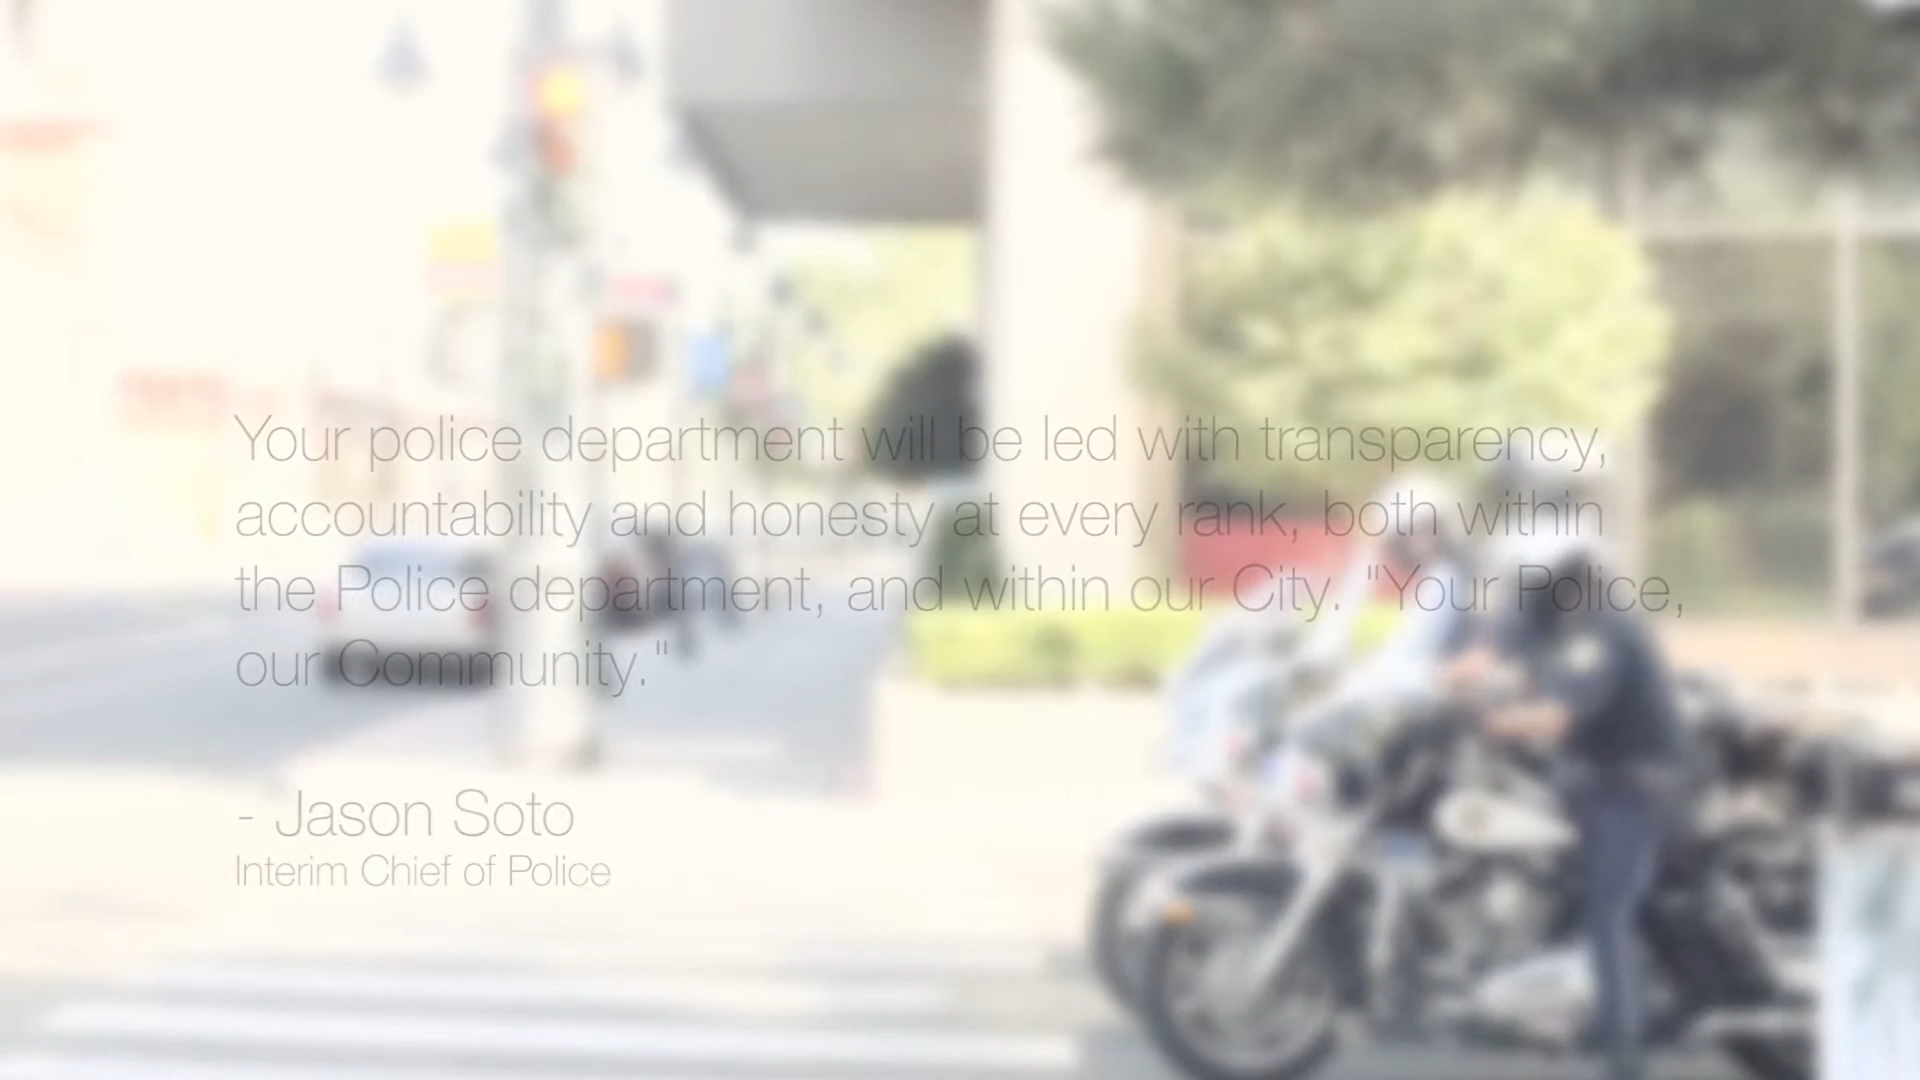 Your police department will be led with transparency,
accountability and honesty at every rank, both within
the Police department, and within our City. "Your Police,
our Community."
- Jason Soto
Interim Chief of Police